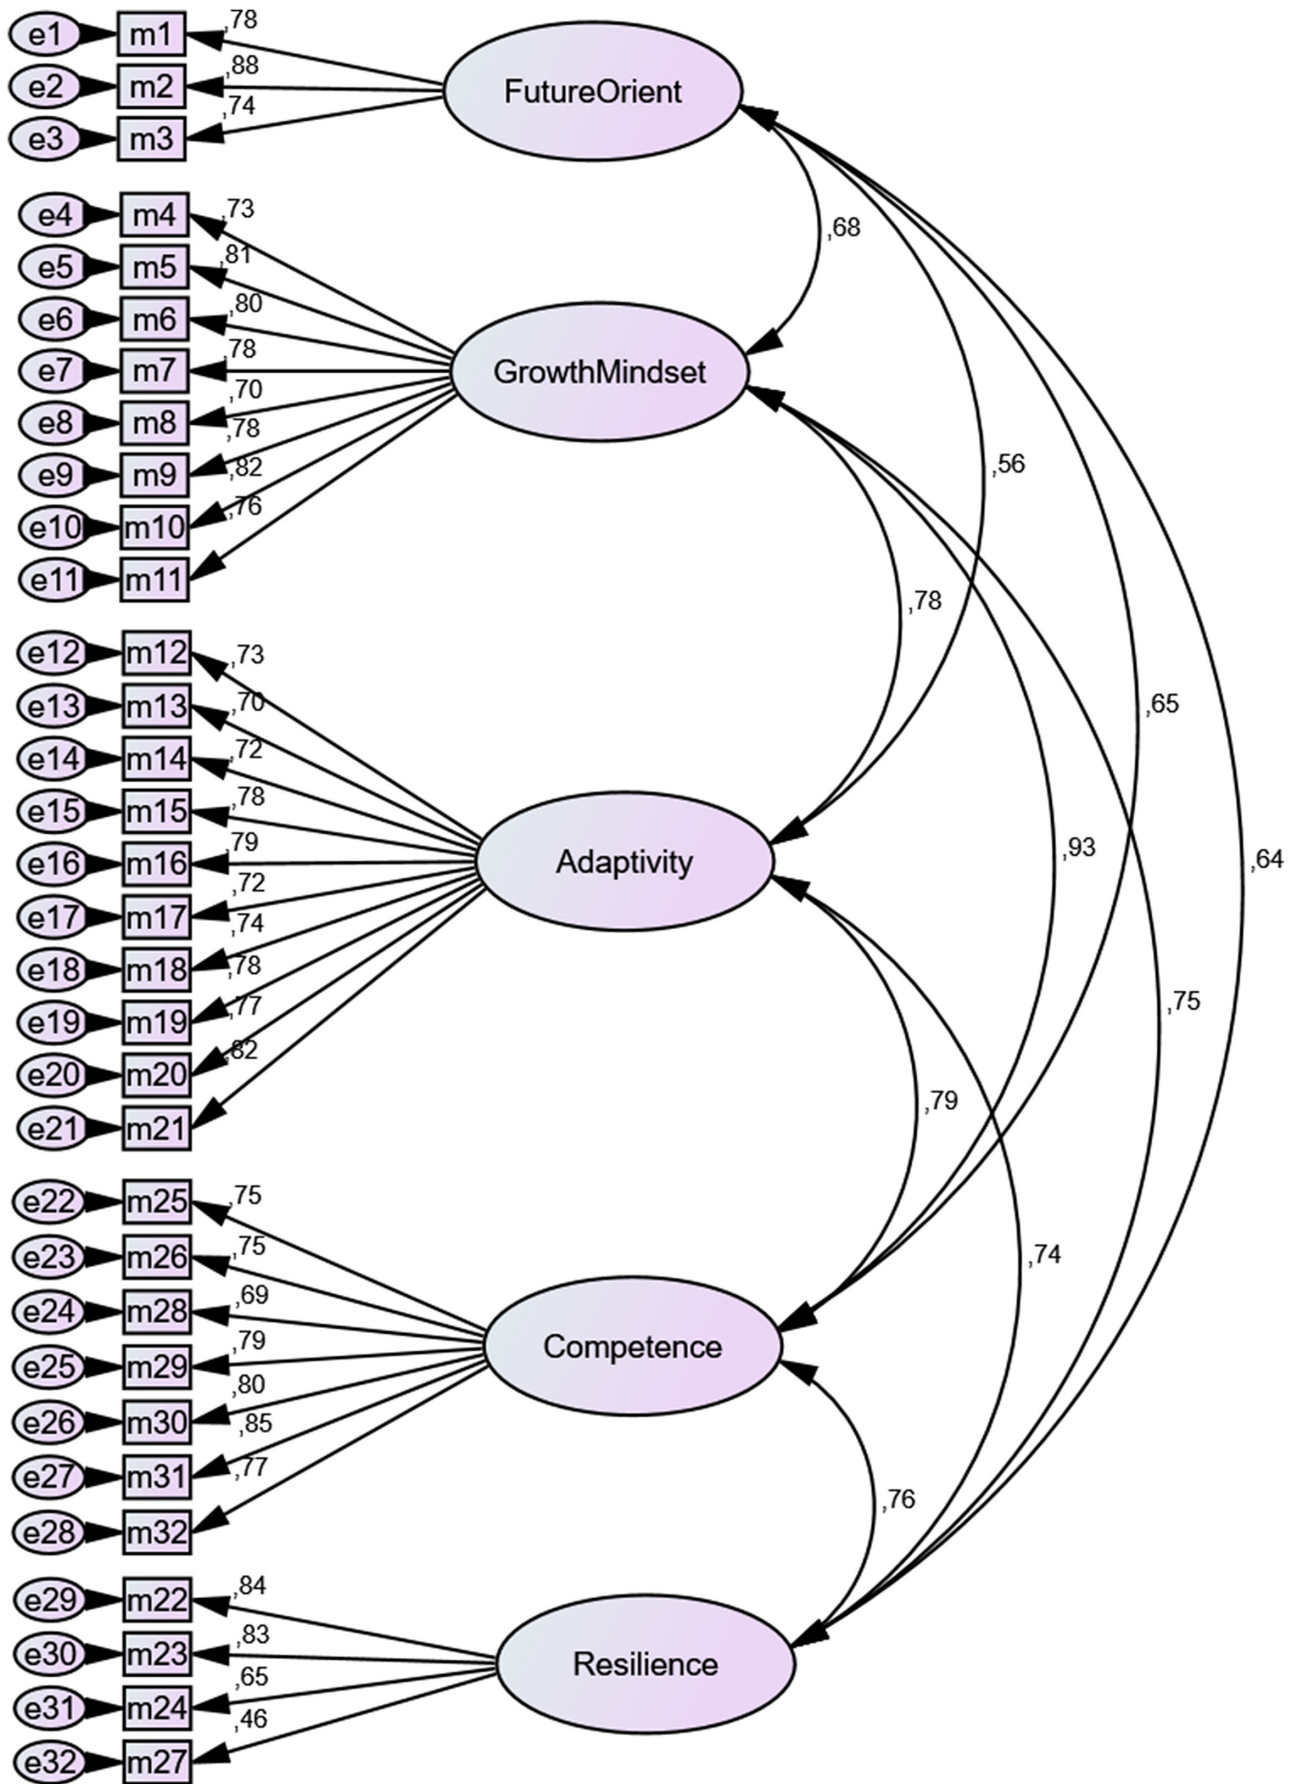 e1 m1 ,78
FutureOrient
e2 m2 ,88
e3 m3 ,74
e4 m4 ,73
,68
e5 m5 ,81
e6 m6 ,80
e7 m7 ,78
GrowthMindset
e8 m8 ,70
e9 m9 ,78
,56
e10 m10 ,82
e11 m11 ,76
,78
e12 m12 ,73
e13 m13 ,70
,65
e14 m14 ,72
e15 m15 ,78
e16 m16 ,79
Adaptivity
,93
,64
e17 m17 ,72
e18 m18 ,74
e19 m19 ,78
,75
e20 m20 ,77
e21 m21 ,82
,79
e22 m25 ,75
e23 m26 ,75
,74
e24 m28 ,69
e25 m29 ,79
Competence
e26 m30 ,80
e27 m31 ,85
,76
e28 m32 ,77
e29 m22 ,84
e30 m23 ,83
Resilience
e31 m24 ,65
e32 m27 ,46